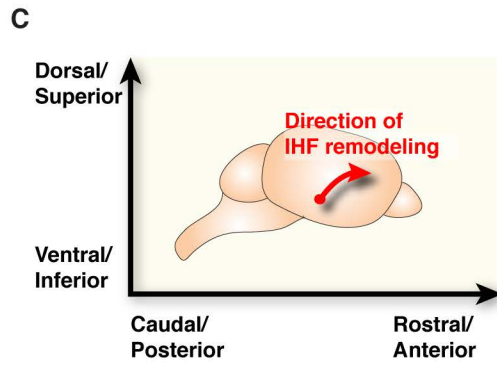 C
Dorsal/
Superior
Direction of
IHF remodeling
Ventral/
Inferior
Caudal/
Posterior
Rostral/
Anterior